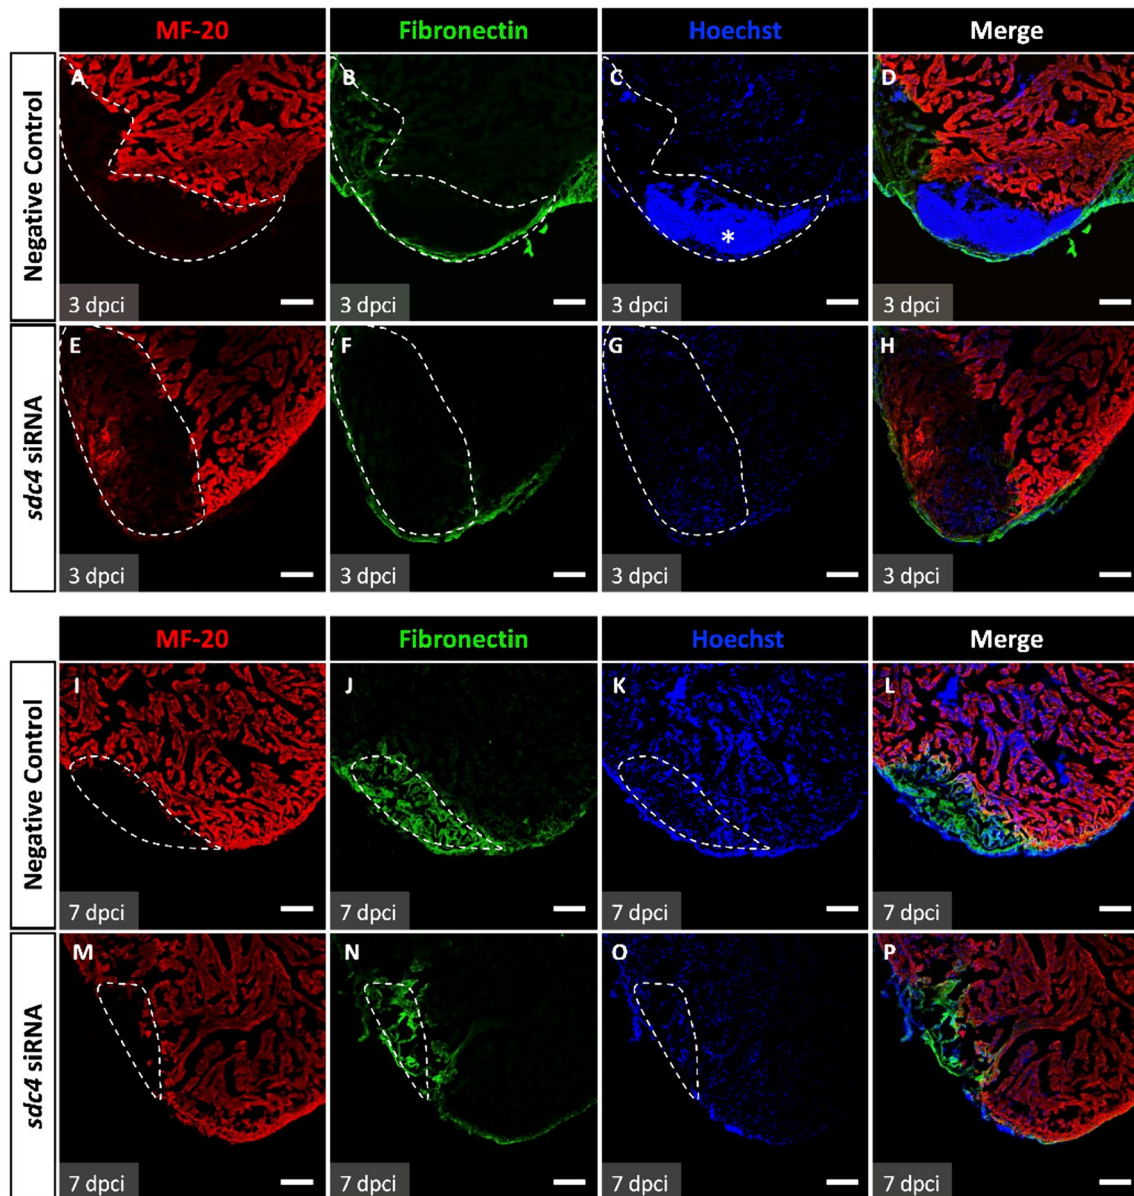 MF-20 Fibronectin Hoechst Merge
Negative Control
A B C D
*
3 dpci 3 dpci 3 dpci 3 dpci
sdc4 siRNA
E F G H
3 dpci 3 dpci 3 dpci 3 dpci
MF-20 Fibronectin Hoechst Merge
Negative Control
I J K L
7 dpci 7 dpci 7 dpci 7 dpci
sdc4 siRNA
M N O P
7 dpci 7 dpci 7 dpci 7 dpci